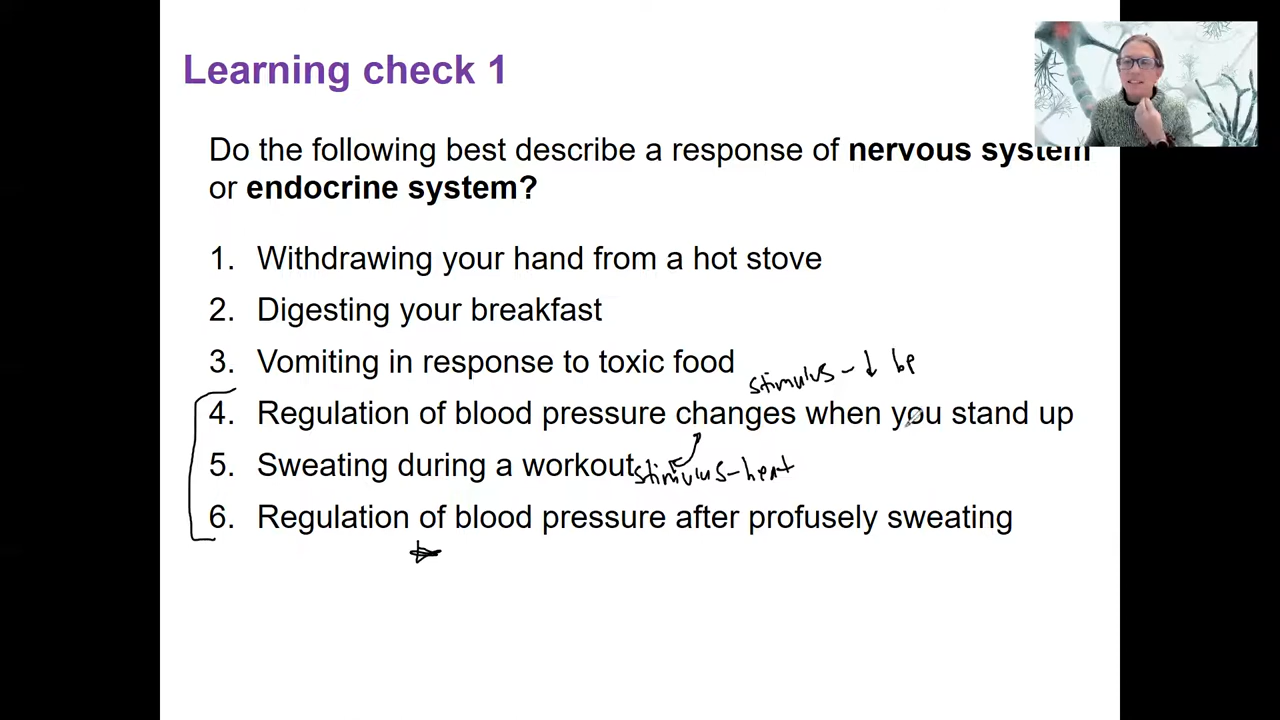 Learning check 1
Do the following best describe a response of nervous system
or endocrine system?
1. Withdrawing your hand from a hot stove
2. Digesting your breakfast
3. Vomiting in response to toxic food
stimulus - ↓ bp
4. Regulation of blood pressure changes when you stand up
5. Sweating during a workout stimulus - heat
6. Regulation of blood pressure after profusely sweating